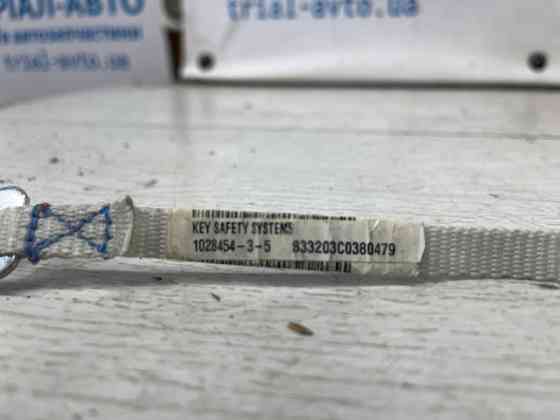 РІАЛ-АВТО
trial-avto.ua
автозапчастини
trial-avto.ua
KEY SAFETY SYSTEMS
1028454-3-5 833203C0380479